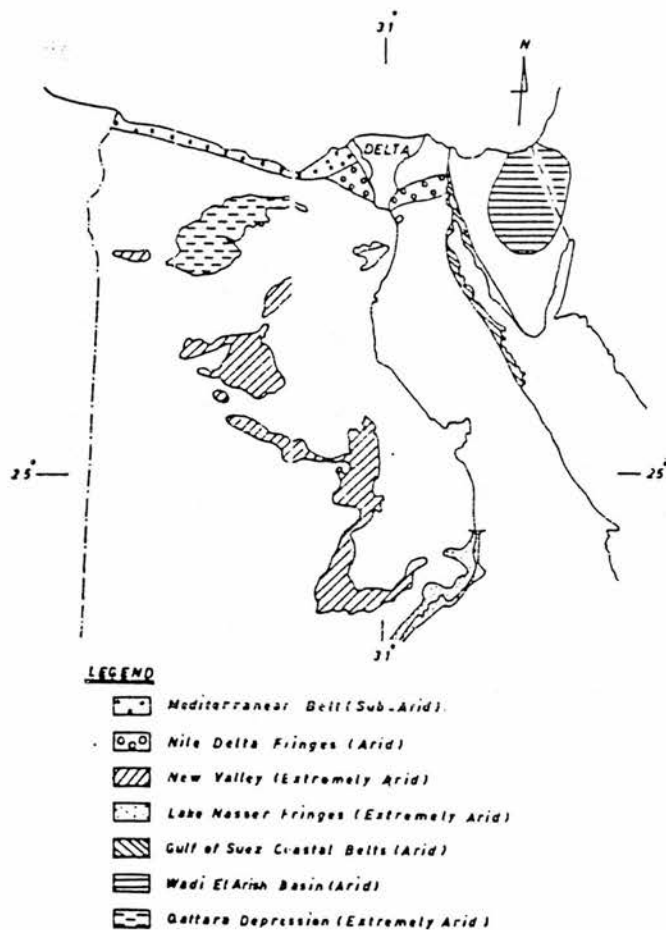 31°
N
DELTA
25°
25°
31°
LEGEND
Mediterranear Belt (Sub-Arid).
Nile Delta Fringes (Arid)
New Valley (Extremely Arid)
Lake Nasser Fringes (Extremely Arid)
Gulf of Suez Coastal Belts (Arid)
Wadi El Arish Basin (Arid)
Qattara Depression (Extremely Arid)